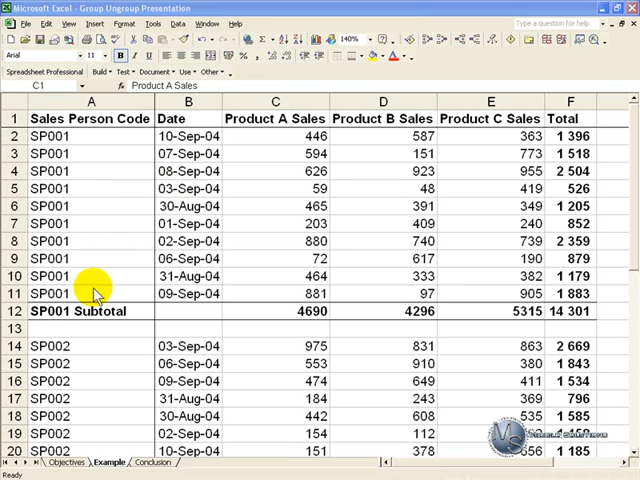 Microsoft Excel - Group Ungroup Presentation
File Edit View Insert Format Tools Data Window Help
Type a question for help
140%
Arial 11 B I U
Spreadsheet Professional Build Test Document Use Other
C1 Product A Sales
A B C D E F
1 Sales Person Code Date Product A Sales Product B Sales Product C Sales Total
2 SP001 10-Sep-04 446 587 363 1 396
3 SP001 07-Sep-04 594 151 773 1 518
4 SP001 08-Sep-04 626 923 955 2 504
5 SP001 03-Sep-04 59 48 419 526
6 SP001 30-Aug-04 465 391 349 1 205
7 SP001 01-Sep-04 203 409 240 852
8 SP001 02-Sep-04 880 740 739 2 359
9 SP001 06-Sep-04 72 617 190 879
10 SP001 31-Aug-04 464 333 382 1 179
11 SP001 09-Sep-04 881 97 905 1 883
12 SP001 Subtotal 4690 4296 5315 14 301
13
14 SP002 03-Sep-04 975 831 863 2 669
15 SP002 06-Sep-04 553 910 380 1 843
16 SP002 09-Sep-04 474 649 411 1 534
17 SP002 31-Aug-04 184 243 369 796
18 SP002 30-Aug-04 442 608 535 1 585
19 SP002 02-Sep-04 154 112
20 SP002 10-Sep-04 151 378 656 1 185
Objectives Example Conclusion
Ready